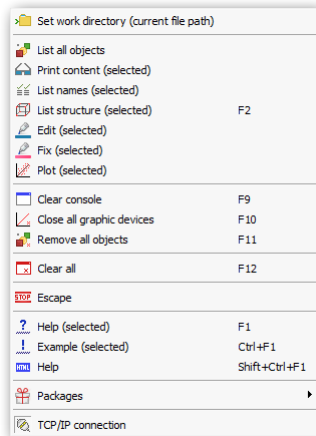 Set work directory (current file path)
List all objects
Print content (selected)
List names (selected)
List structure (selected) F2
Edit (selected)
Fix (selected)
Plot (selected)
Clear console F9
Close all graphic devices F10
Remove all objects F11
Clear all F12
STOP Escape
? Help (selected) F1
! Example (selected) Ctrl+F1
HTML Help Shift+Ctrl+F1
Packages
TCP/IP connection